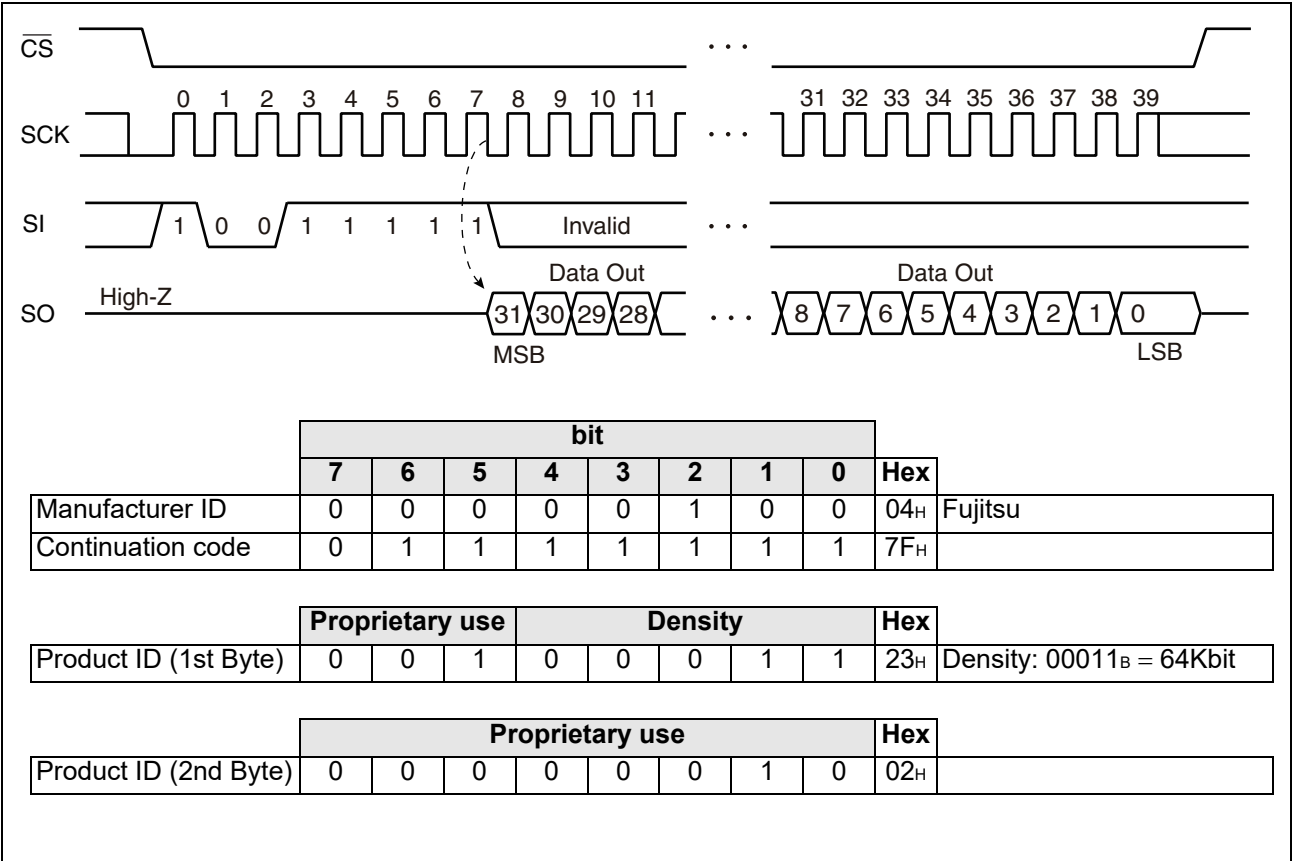 CS
· · ·
0 1 2 3 4 5 6 7 8 9 10 11 31 32 33 34 35 36 37 38 39
SCK
· · ·
SI 1 0 0 1 1 1 1 1 Invalid · · ·
Data Out Data Out
High-Z
SO 31 30 29 28 · · · 8 7 6 5 4 3 2 1 0
MSB LSB
bit
7 6 5 4 3 2 1 0 Hex
Manufacturer ID 0 0 0 0 0 1 0 0 04H Fujitsu
Continuation code 0 1 1 1 1 1 1 1 7FH
Proprietary use Density Hex
Product ID (1st Byte) 0 0 1 0 0 0 1 1 23H Density: 00011B = 64Kbit
Proprietary use Hex
Product ID (2nd Byte) 0 0 0 0 0 0 1 0 02H